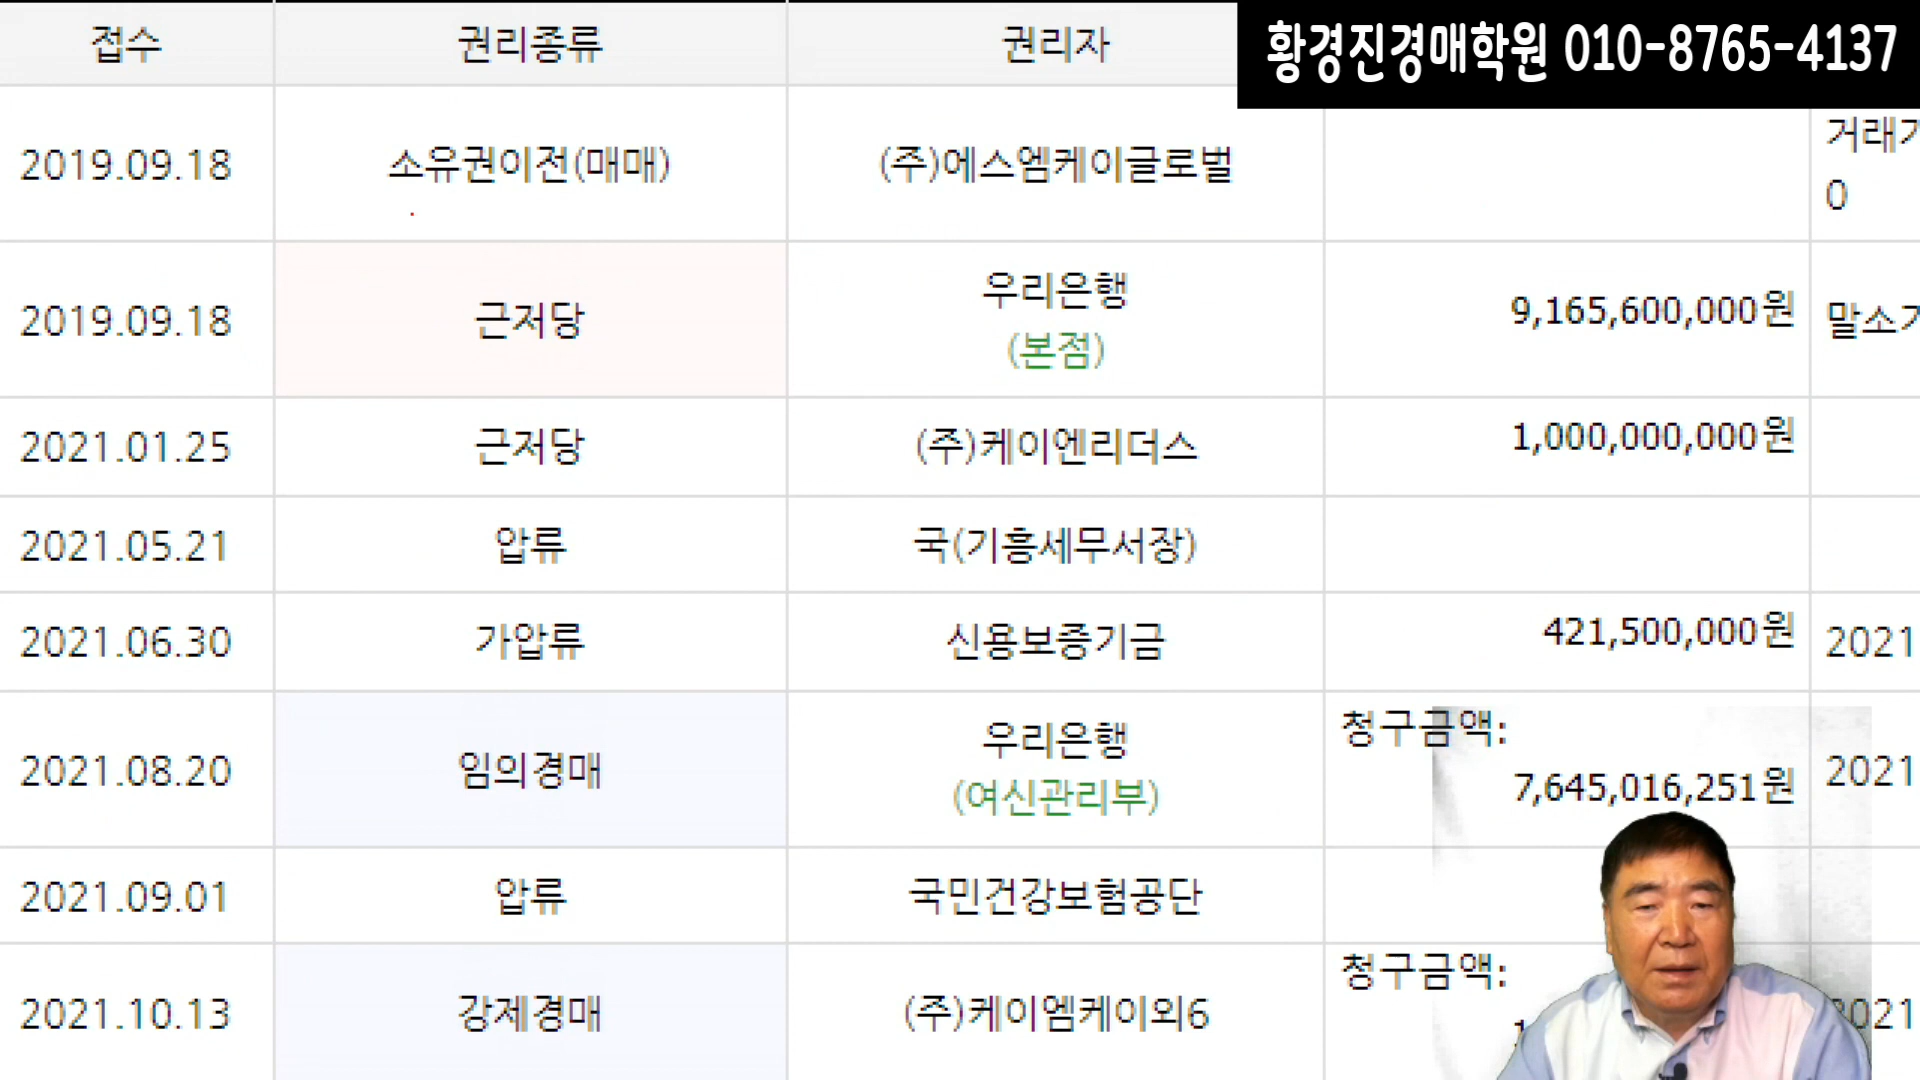 접수 권리종류 권리자 황경진경매학원 010-8765-4137
2019.09.18 소유권이전(매매) (주)에스엠케이글로벌 거래가
0
2019.09.18 근저당 우리은행 9,165,600,000원 말소기
(본점)
2021.01.25 근저당 (주)케이엔리더스 1,000,000,000원
2021.05.21 압류 국(기흥세무서장)
2021.06.30 가압류 신용보증기금 421,500,000원 2021
2021.08.20 임의경매 우리은행 청구금액: 2021
(여신관리부) 7,645,016,251원
2021.09.01 압류 국민건강보험공단
2021.10.13 강제경매 (주)케이엠케이외6 청구금액: 2021